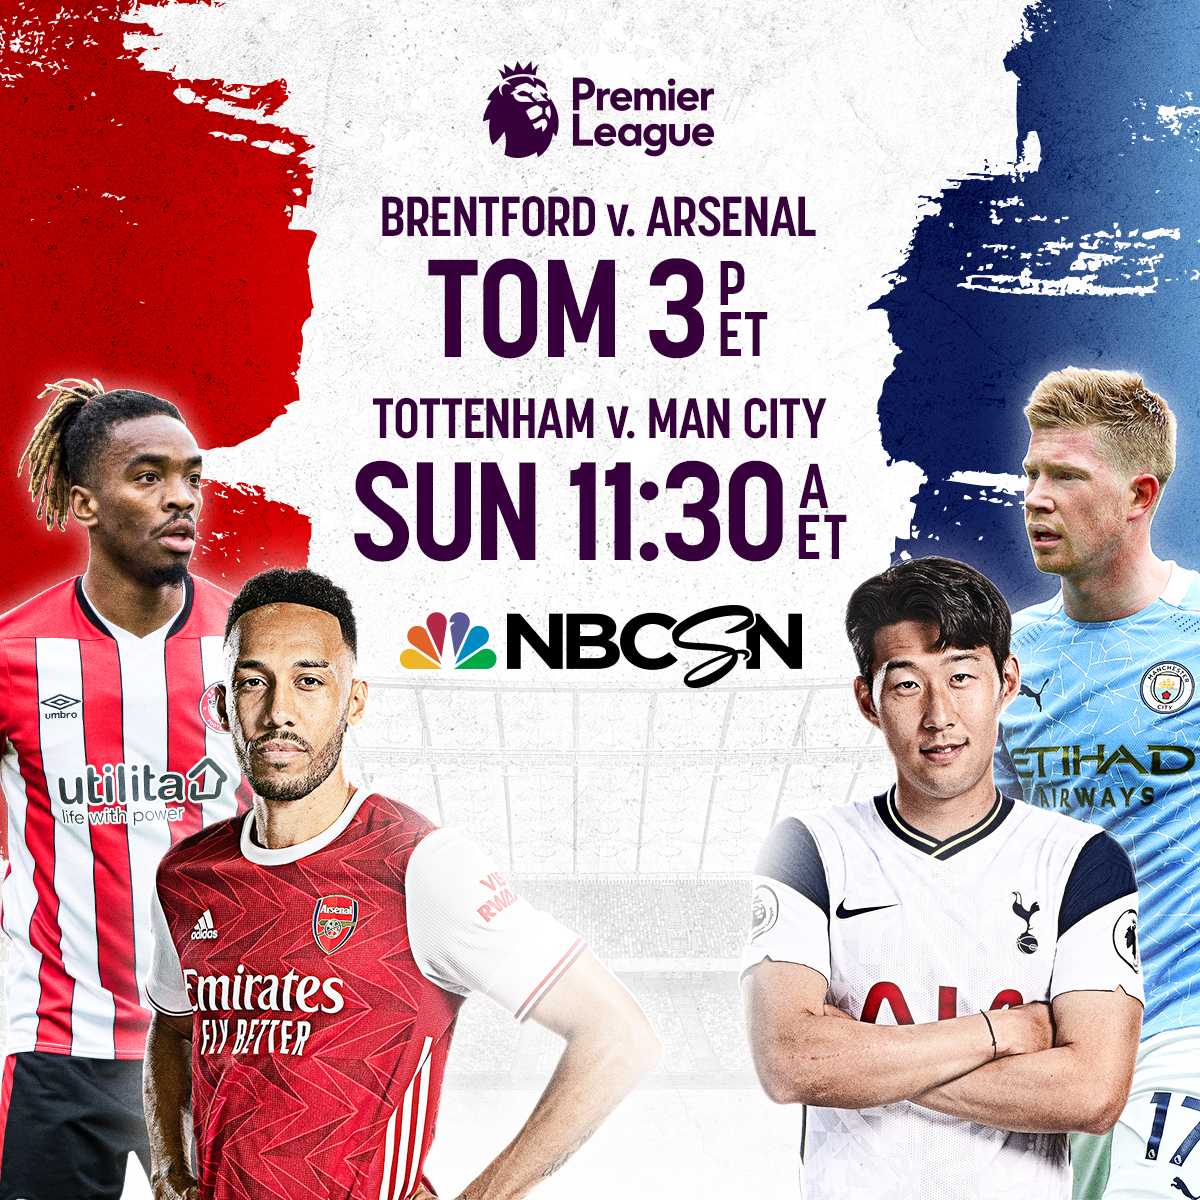 Premier
League
BRENTFORD v. ARSENAL
TOM 3 P ET
TOTTENHAM v. MAN CITY
SUN 11:30 A ET
NBCSN
umbro
utilita
life with power
adidas
Arsenal
Emirates
FLY BETTER
MANCHESTER
CITY
ETIHAD
AIRWAYS
AIA
17